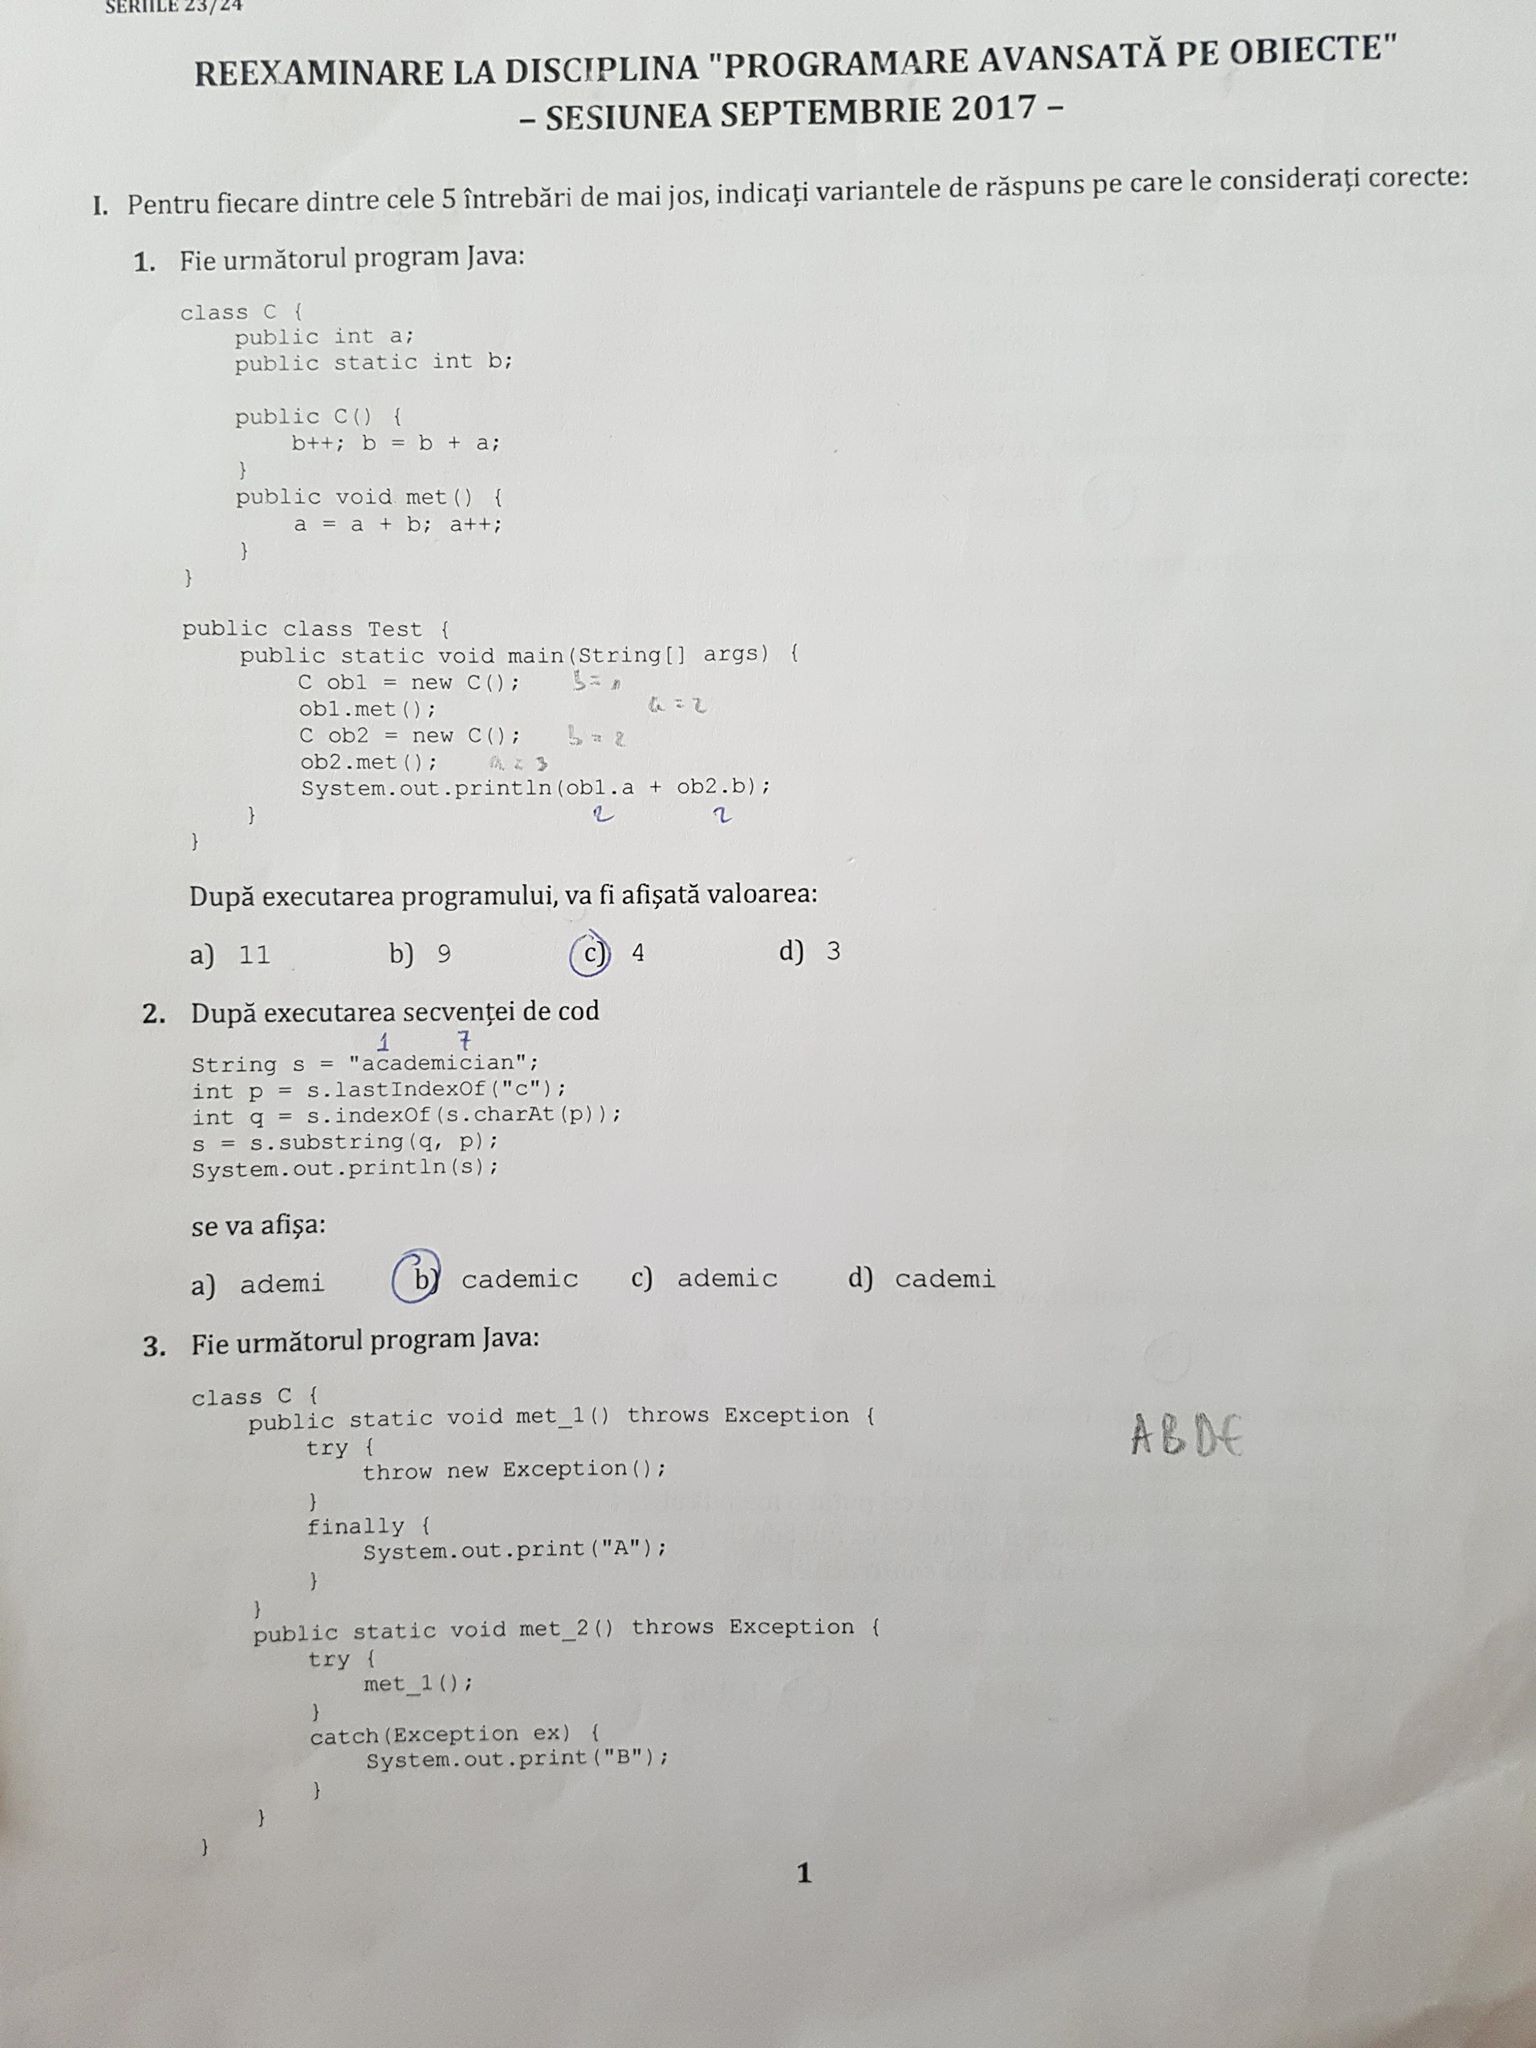 SERIILE 23/24
REEXAMINARE LA DISCIPLINA "PROGRAMARE AVANSATĂ PE OBIECTE"
– SESIUNEA SEPTEMBRIE 2017 –
I. Pentru fiecare dintre cele 5 întrebări de mai jos, indicați variantele de răspuns pe care le considerați corecte:
1. Fie următorul program Java:
class C {
public int a;
public static int b;
public C() {
b++; b = b + a;
}
public void met() {
a = a + b; a++;
}
}
public class Test {
public static void main(String[] args) {
C ob1 = new C(); b=1
ob1.met(); a=2
C ob2 = new C(); b=2
ob2.met(); a=3
System.out.println(ob1.a + ob2.b);
} 2 2
}
După executarea programului, va fi afișată valoarea:
a) 11 b) 9 c) 4 d) 3
2. După executarea secvenței de cod
1 7
String s = "academician";
int p = s.lastIndexOf("c");
int q = s.indexOf(s.charAt(p));
s = s.substring(q, p);
System.out.println(s);
se va afișa:
a) ademi b) cademic c) ademic d) cademi
3. Fie următorul program Java:
class C {
public static void met_1() throws Exception {
try { ABDE
throw new Exception();
}
finally {
System.out.print("A");
}
}
public static void met_2() throws Exception {
try {
met_1();
}
catch(Exception ex) {
System.out.print("B");
}
}
}
1